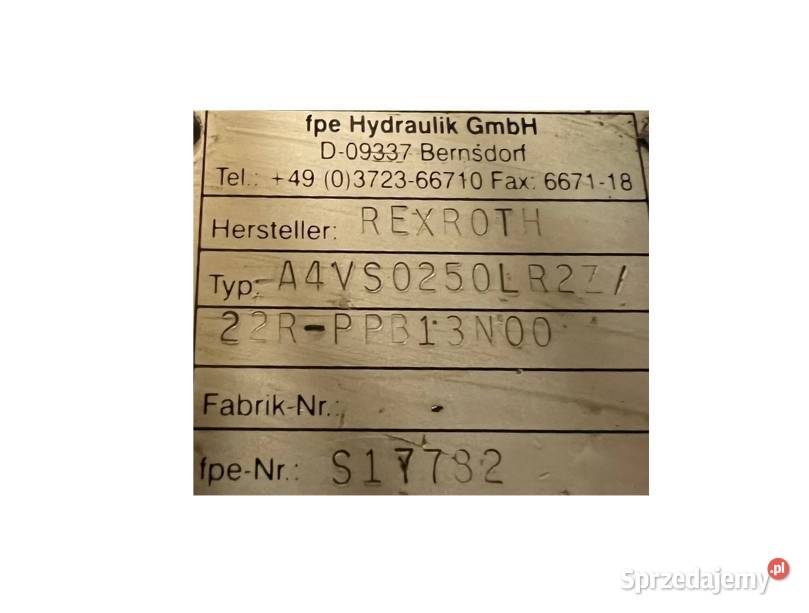 fpe Hydraulik GmbH
D-09337 Bernsdorf
Tel.: +49 (0)3723-66710 Fax: 6671-18
Hersteller: REXROTH
Typ: A4VSO250LR2Z/
22R-PPB13N00
Fabrik-Nr.: -
fpe-Nr.: S17782
Sprzedajemy.pl